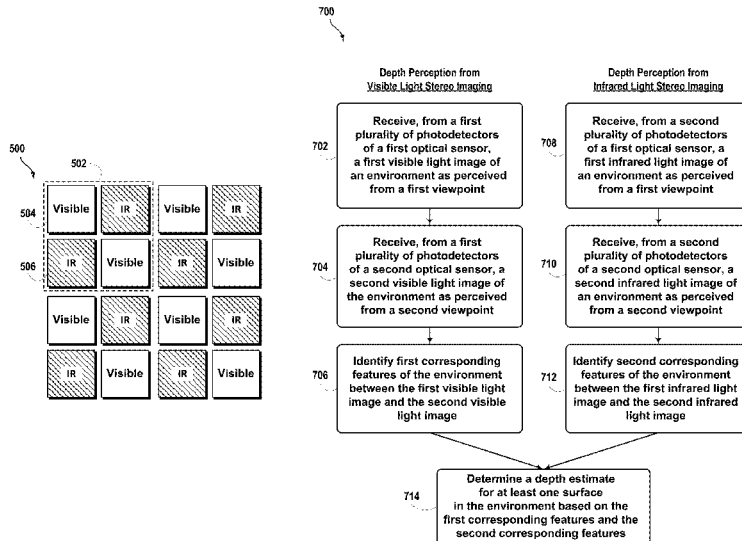 500
502
504
506
Visible IR Visible IR
IR Visible IR Visible
Visible IR Visible IR
IR Visible IR Visible
700
Depth Perception from
Visible Light Stereo Imaging
702
Receive, from a first
plurality of photodetectors
of a first optical sensor,
a first visible light image of
an environment as perceived
from a first viewpoint
704
Receive, from a first
plurality of photodetectors
of a second optical sensor, a
second visible light image of
the environment as perceived
from a second viewpoint
706
Identify first corresponding
features of the environment
between the first visible light
image and the second visible
light image
Depth Perception from
Infrared Light Stereo Imaging
708
Receive, from a second
plurality of photodetectors
of a first optical sensor, a
first infrared light image of
an environment as perceived
from a first viewpoint
710
Receive, from a second
plurality of photodetectors
of a second optical sensor, a
second infrared light image of
an environment as perceived
from a second viewpoint
712
Identify second corresponding
features of the environment
between the first infrared light
image and the second infrared
light image
714
Determine a depth estimate
for at least one surface
in the environment based on the
first corresponding features and the
second corresponding features